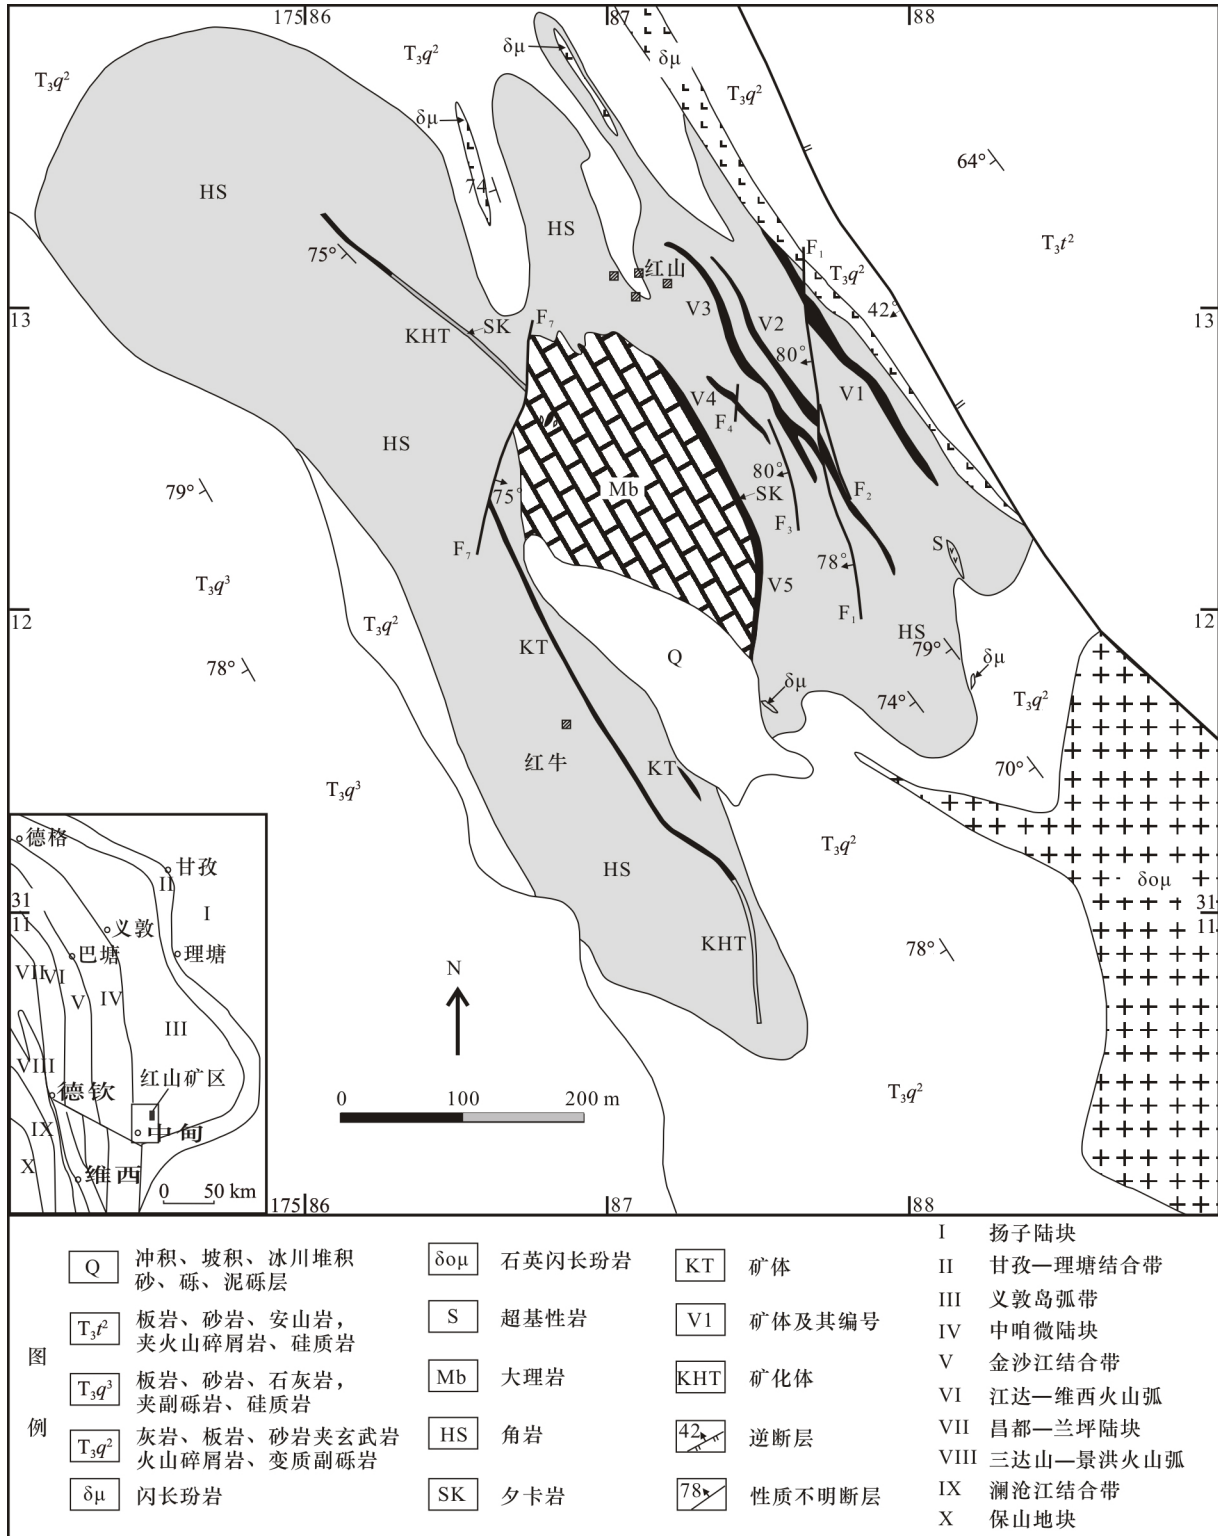 175 86
87
88
T₃q²
T₃q²
δμ
δμ
T₃q²
δμ
64°
74
HS
HS
T₃t²
75°
F₁
T₃q²
红山
42°
13
13
KHT
SK
F₇
V3
V2
80°
V4
V1
F₄
HS
79°
75°
Mb
80°
SK
F₂
F₃
F₇
78°
S
V5
T₃q³
F₁
12
12
T₃q²
HS
KT
Q
79°
δμ
78°
δμ
74°
T₃q²
红牛
KT
70°
T₃q³
T₃q²
HS
δoμ
德格
甘孜
II
31
11
I
31
11
义敦
巴塘
理塘
KHT
78°
VII
VI
V
IV
N
III
VIII
红山矿区
德钦
0 100 200 m
T₃q²
IX
中甸
X
维西
0 50 km
175 86
87
88
图例
Q 冲积、坡积、冰川堆积
砂、砾、泥砾层
T₃t² 板岩、砂岩、安山岩，
夹火山碎屑岩、硅质岩
T₃q³ 板岩、砂岩、石灰岩，
夹副砾岩、硅质岩
T₃q² 灰岩、板岩、砂岩夹玄武岩
火山碎屑岩、变质副砾岩
δμ 闪长玢岩
δoμ 石英闪长玢岩
S 超基性岩
Mb 大理岩
HS 角岩
SK 夕卡岩
KT 矿体
V1 矿体及其编号
KHT 矿化体
42 逆断层
78 性质不明断层
I 扬子陆块
II 甘孜—理塘结合带
III 义敦岛弧带
IV 中咱微陆块
V 金沙江结合带
VI 江达—维西火山弧
VII 昌都—兰坪陆块
VIII 三达山—景洪火山弧
IX 澜沧江结合带
X 保山地块